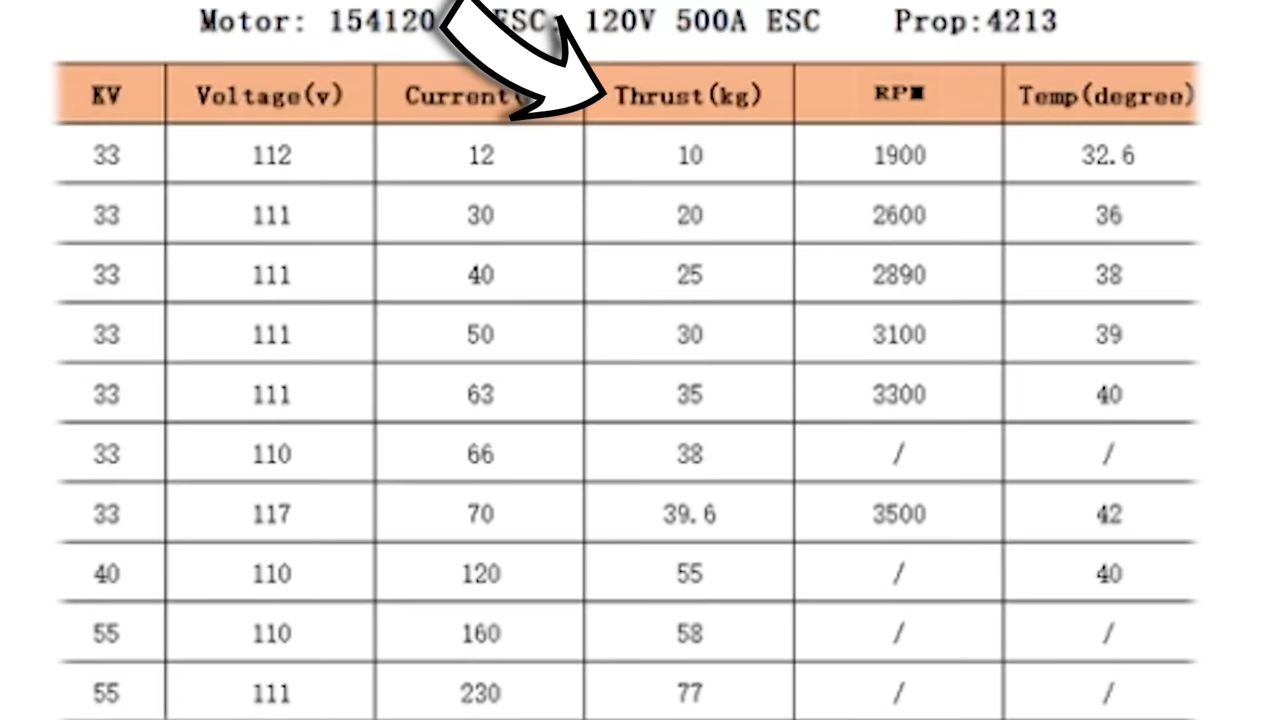 Motor: 154120 ESC: 120V 500A ESC Prop:4213
KV Voltage(v) Current( Thrust(kg) RPM Temp(degree)
33 112 12 10 1900 32.6
33 111 30 20 2600 36
33 111 40 25 2890 38
33 111 50 30 3100 39
33 111 63 35 3300 40
33 110 66 38 / /
33 117 70 39.6 3500 42
40 110 120 55 / 40
55 110 160 58 / /
55 111 230 77 / /